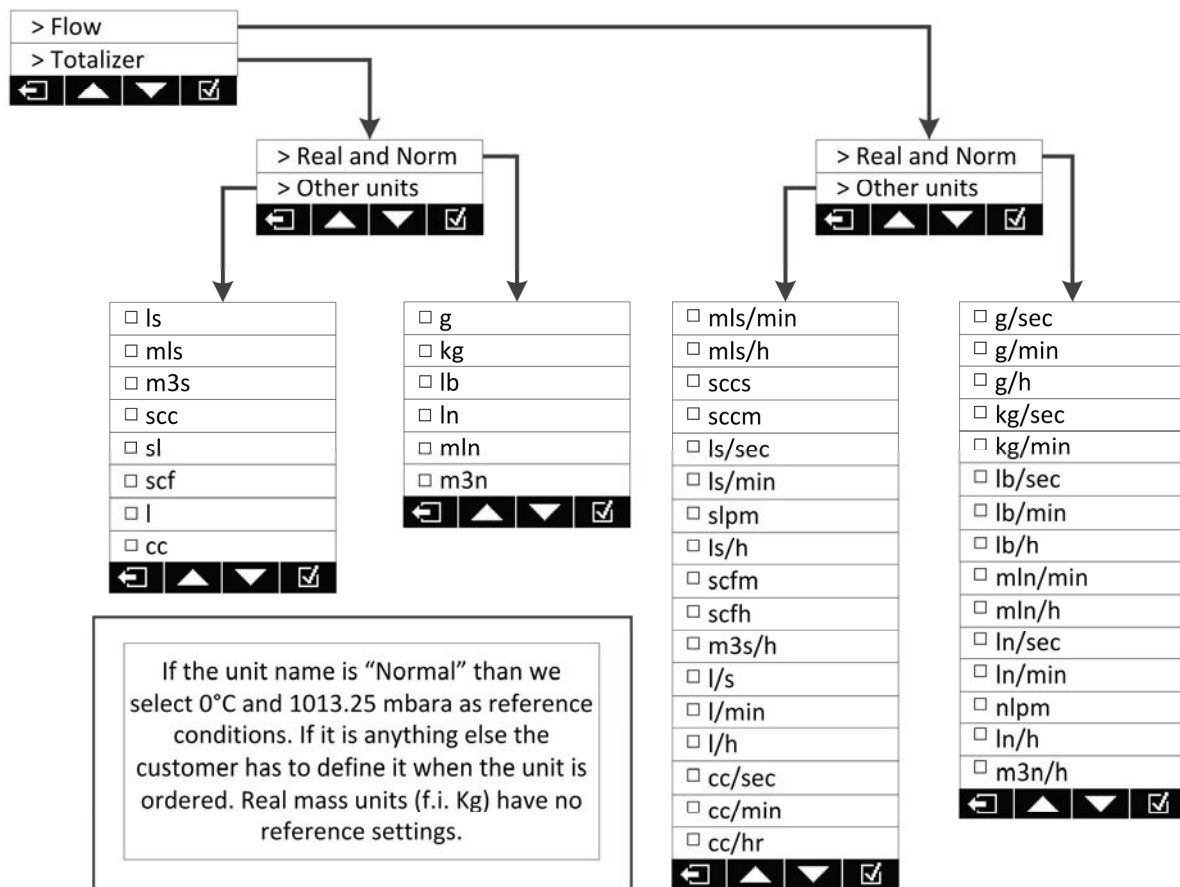 > Flow
> Totalizer
> Real and Norm
> Other units
> Real and Norm
> Other units
ls
mls
m3s
scc
sl
scf
l
cc
g
kg
lb
ln
mln
m3n
mls/min
mls/h
sccs
sccm
ls/sec
ls/min
slpm
ls/h
scfm
scfh
m3s/h
l/s
l/min
l/h
cc/sec
cc/min
cc/hr
g/sec
g/min
g/h
kg/sec
kg/min
lb/sec
lb/min
lb/h
mln/min
mln/h
ln/sec
ln/min
nlpm
ln/h
m3n/h
If the unit name is “Normal” than we
select 0°C and 1013.25 mbara as reference
conditions. If it is anything else the
customer has to define it when the unit is
ordered. Real mass units (f.i. Kg) have no
reference settings.